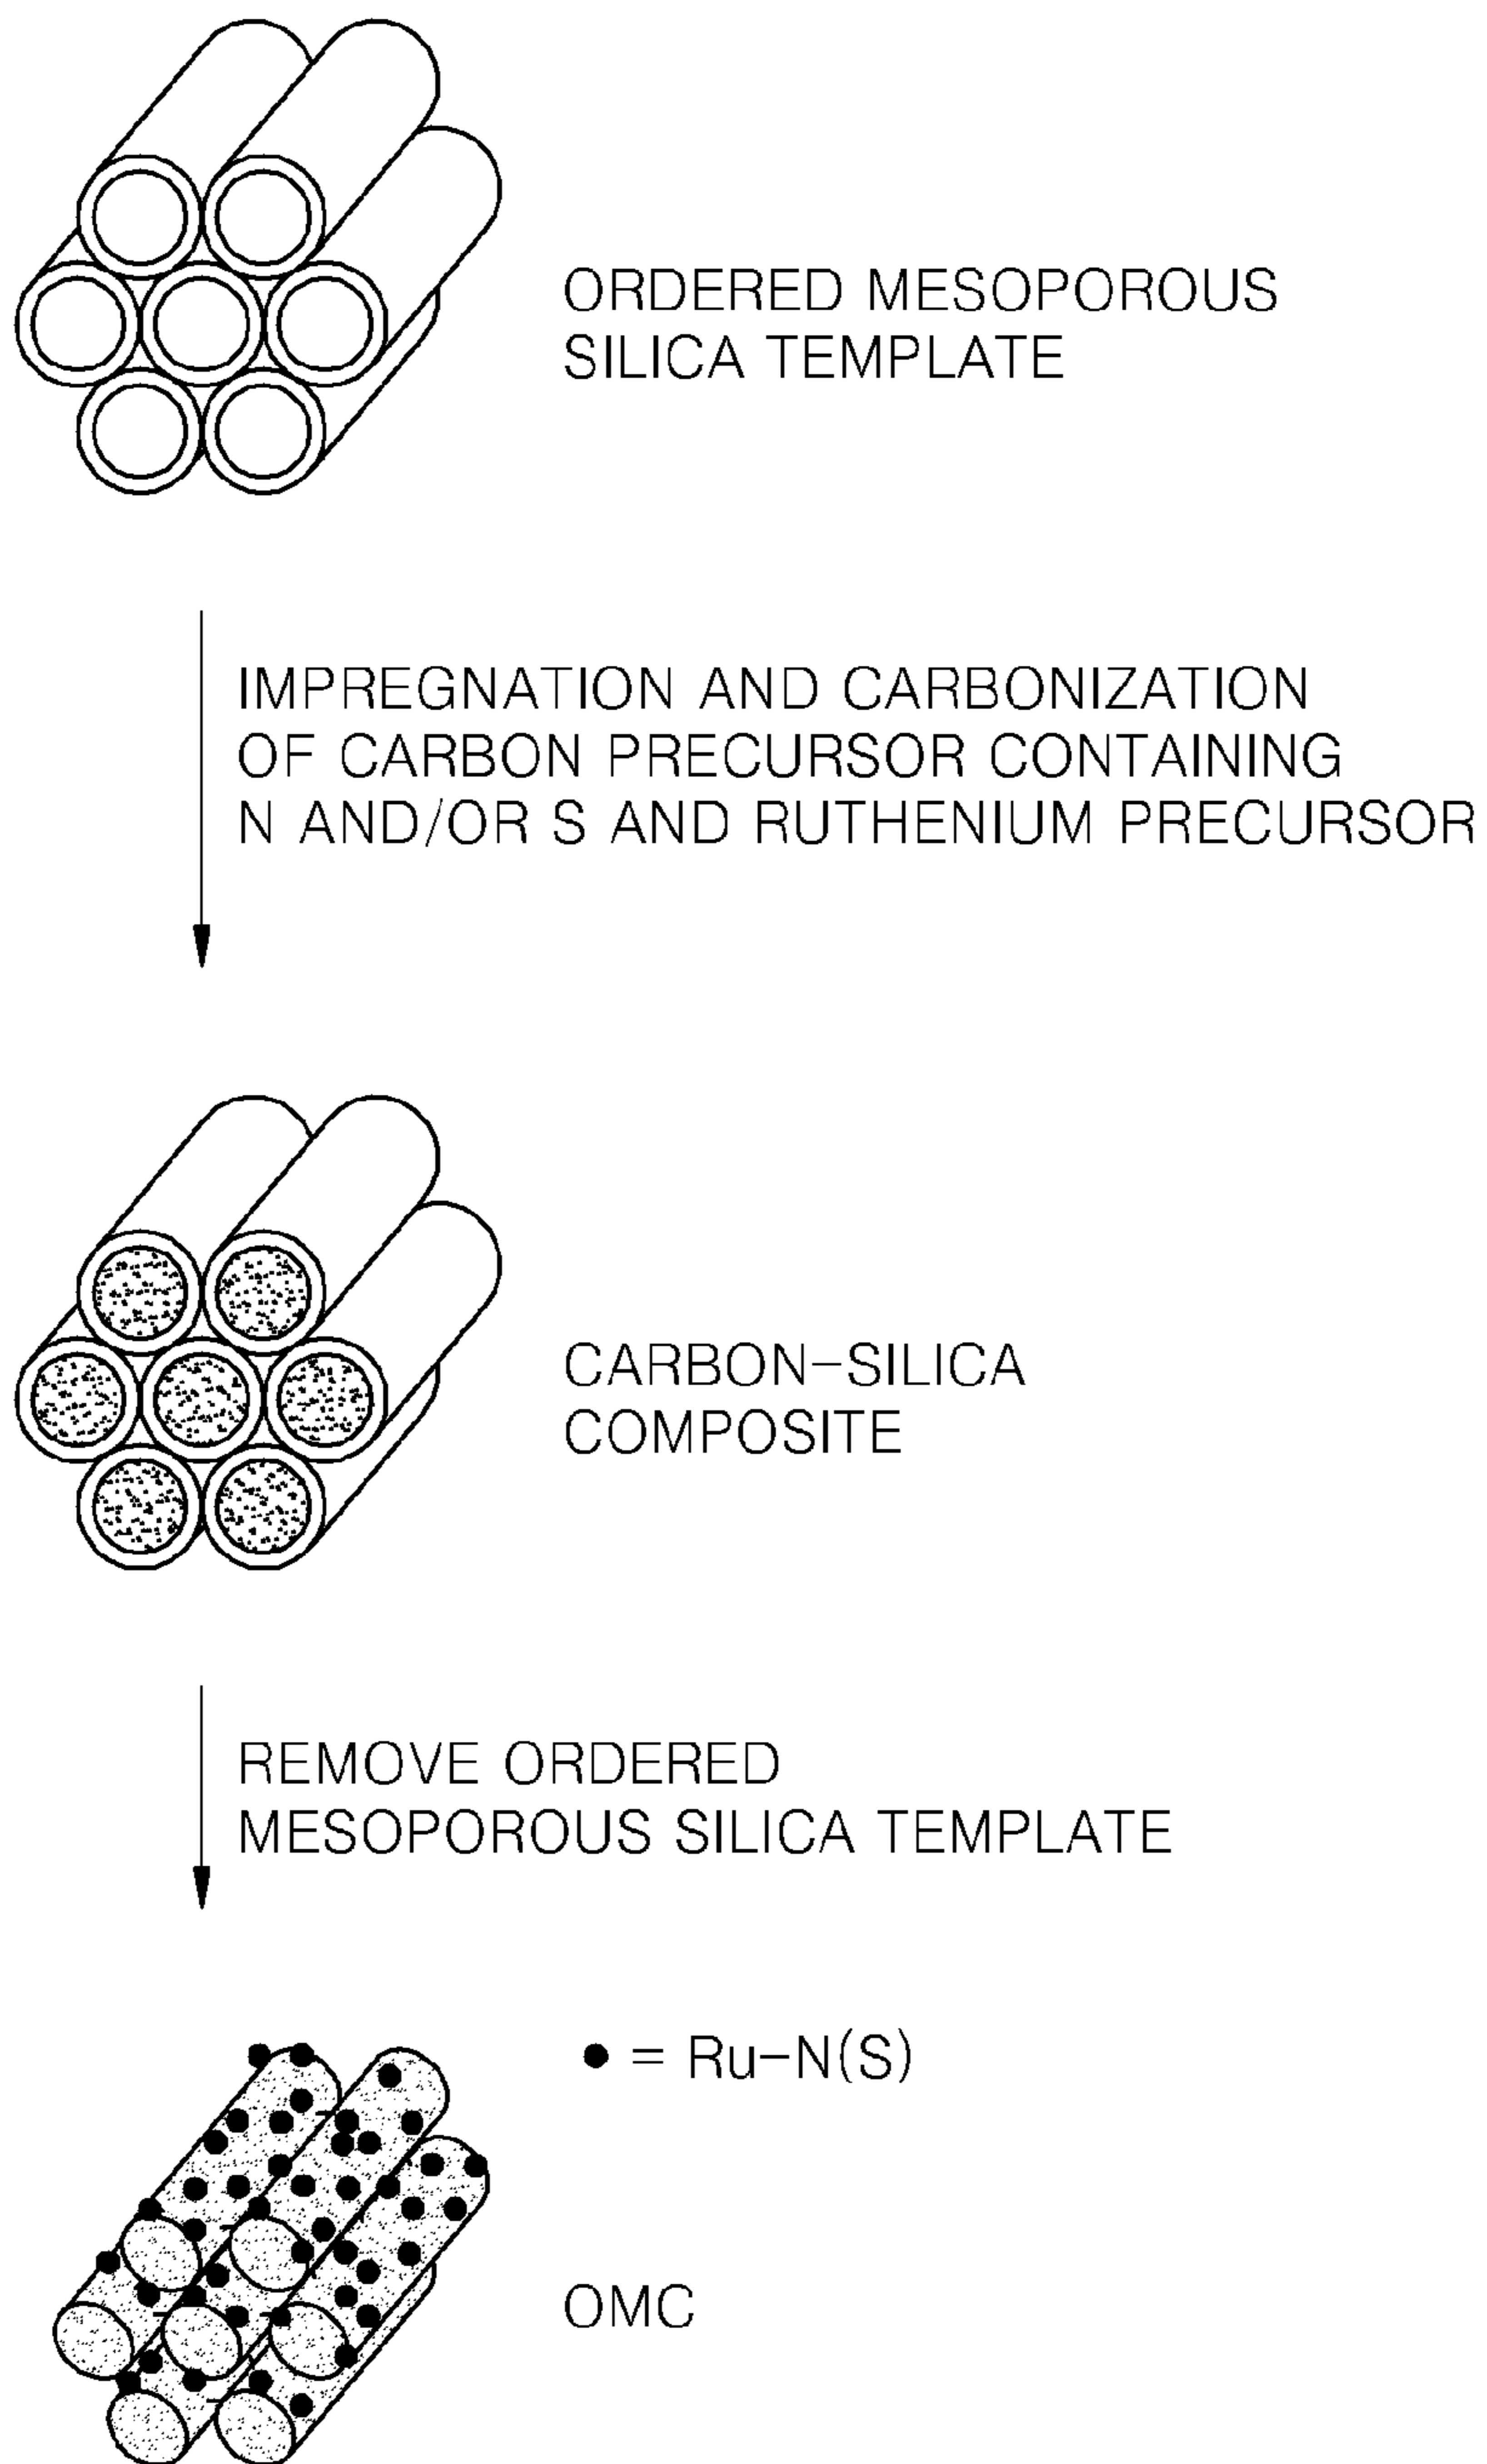 ORDERED MESOPOROUS
SILICA TEMPLATE
IMPREGNATION AND CARBONIZATION
OF CARBON PRECURSOR CONTAINING
N AND/OR S AND RUTHENIUM PRECURSOR
CARBON-SILICA
COMPOSITE
REMOVE ORDERED
MESOPOROUS SILICA TEMPLATE
● = Ru-N(S)
OMC